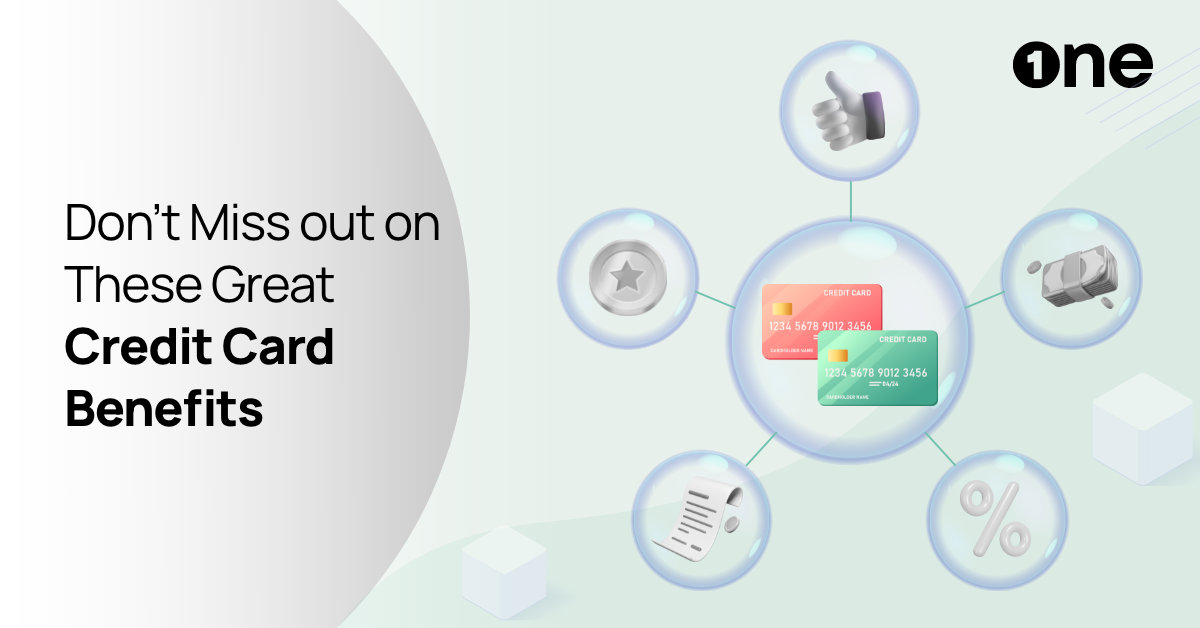 Don't Miss out on
These Great
Credit Card
Benefits
1ne
CREDIT CARD
1234 5678 9012 3456
CARDHOLDER NAME
CREDIT CARD
1234 5678 9012 3456
04/24
CARDHOLDER NAME
%